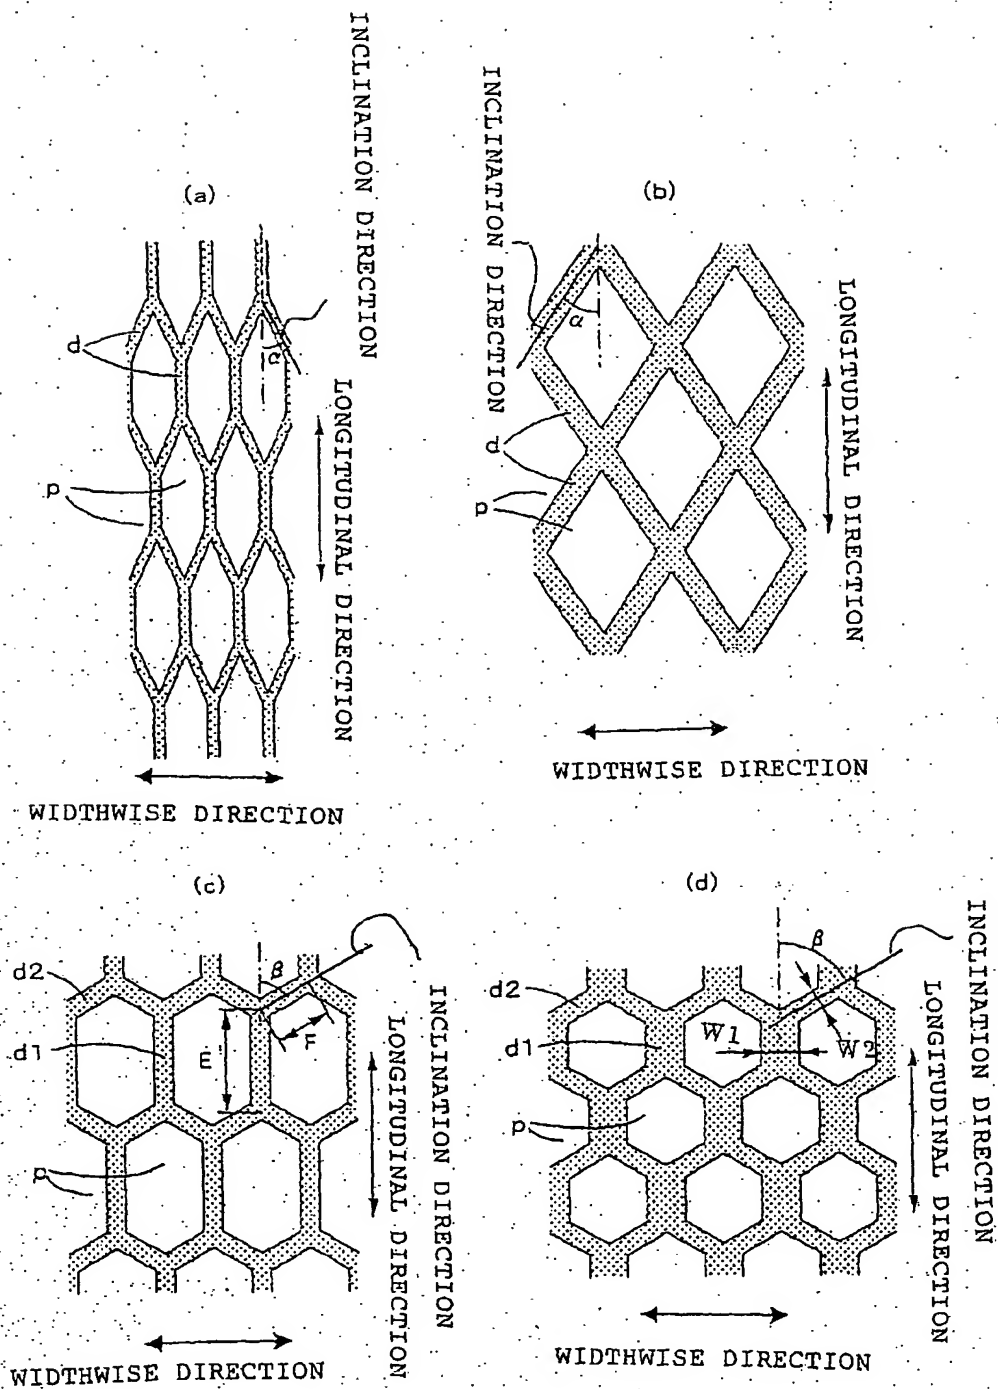 (a)
INCLINATION DIRECTION
α
d
p
LONGITUDINAL DIRECTION
WIDTHWISE DIRECTION
(b)
INCLINATION DIRECTION
α
d
p
LONGITUDINAL DIRECTION
WIDTHWISE DIRECTION
(c)
β
d2
d1
E
F
p
INCLINATION DIRECTION
LONGITUDINAL DIRECTION
WIDTHWISE DIRECTION
(d)
β
d2
d1
W1
W2
p
INCLINATION DIRECTION
LONGITUDINAL DIRECTION
WIDTHWISE DIRECTION